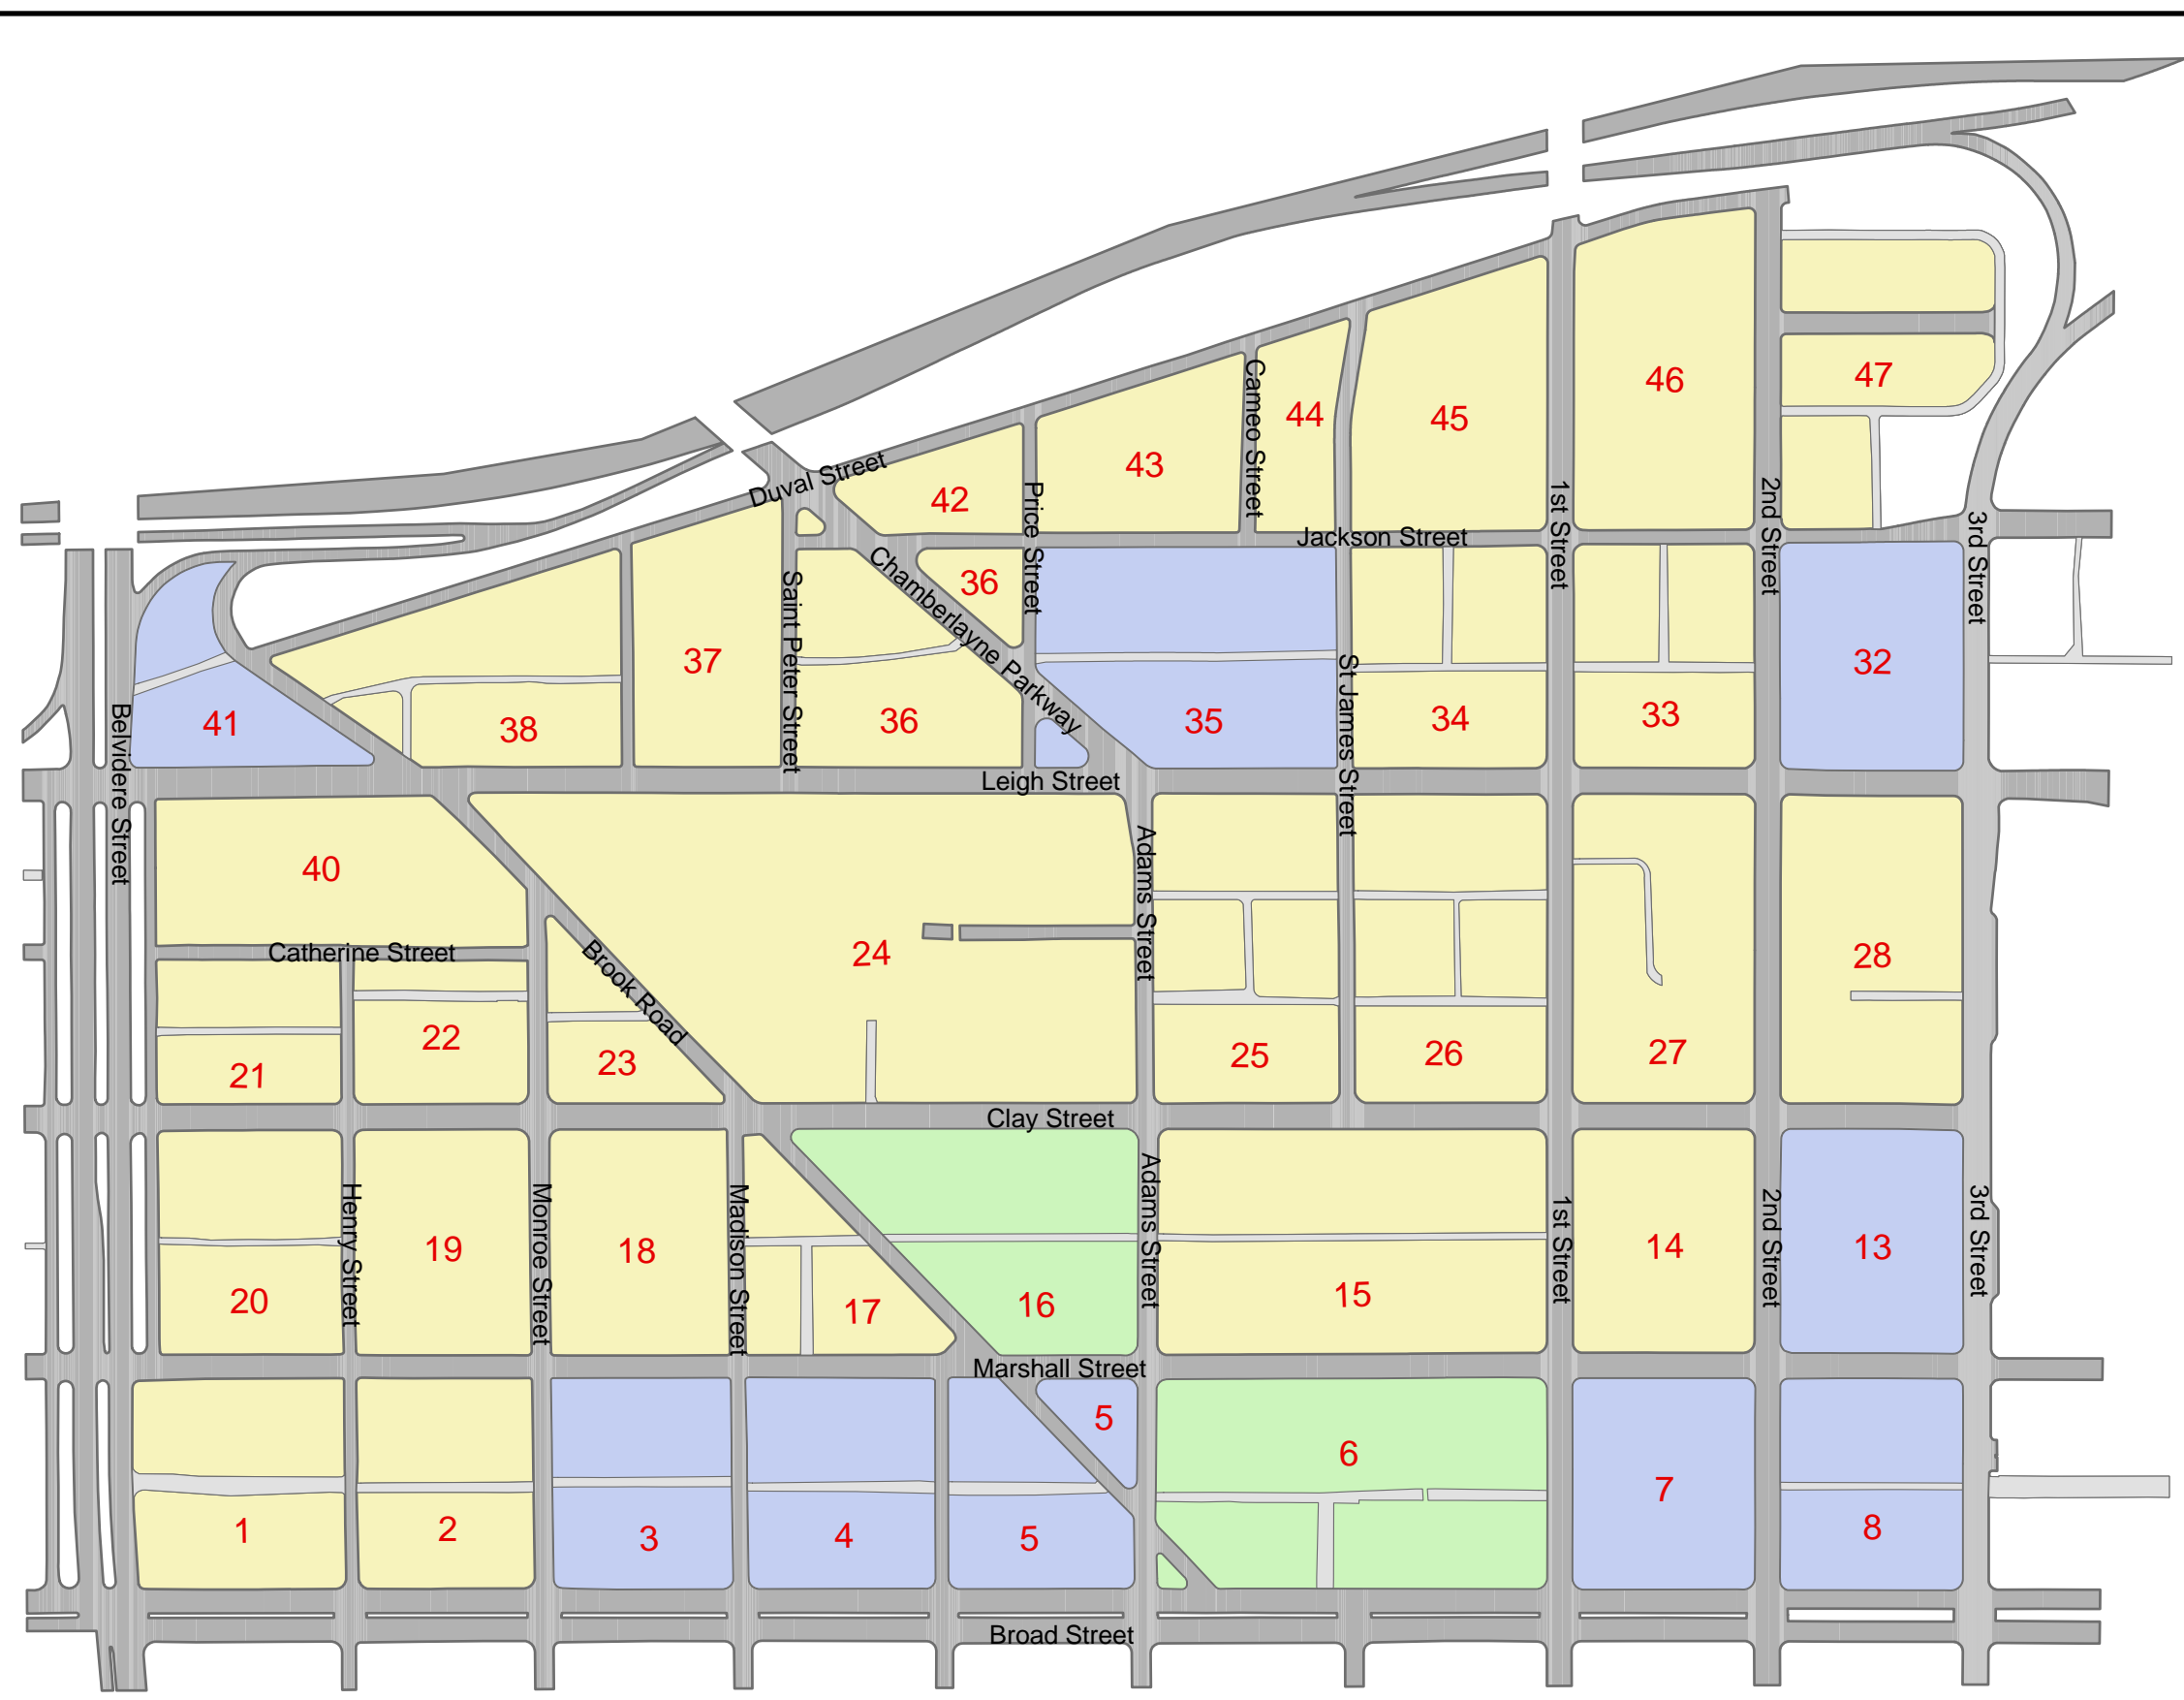 Cameo Street
44
46
47
45
Duval Street
42
Price Street
43
1st Street
2nd Street
3rd Street
Jackson Street
Chamberlayne Parkway
36
Saint Peter Street
37
St James Street
32
41
Belvidere Street
38
36
35
34
33
Leigh Street
40
Adams Street
Catherine Street
Brook Road
24
28
21
22
23
25
26
27
Clay Street
Henry Street
Monroe Street
Madison Street
Adams Street
1st Street
2nd Street
3rd Street
20
19
18
17
16
15
14
13
Marshall Street
5
6
7
8
1
2
3
4
5
Broad Street